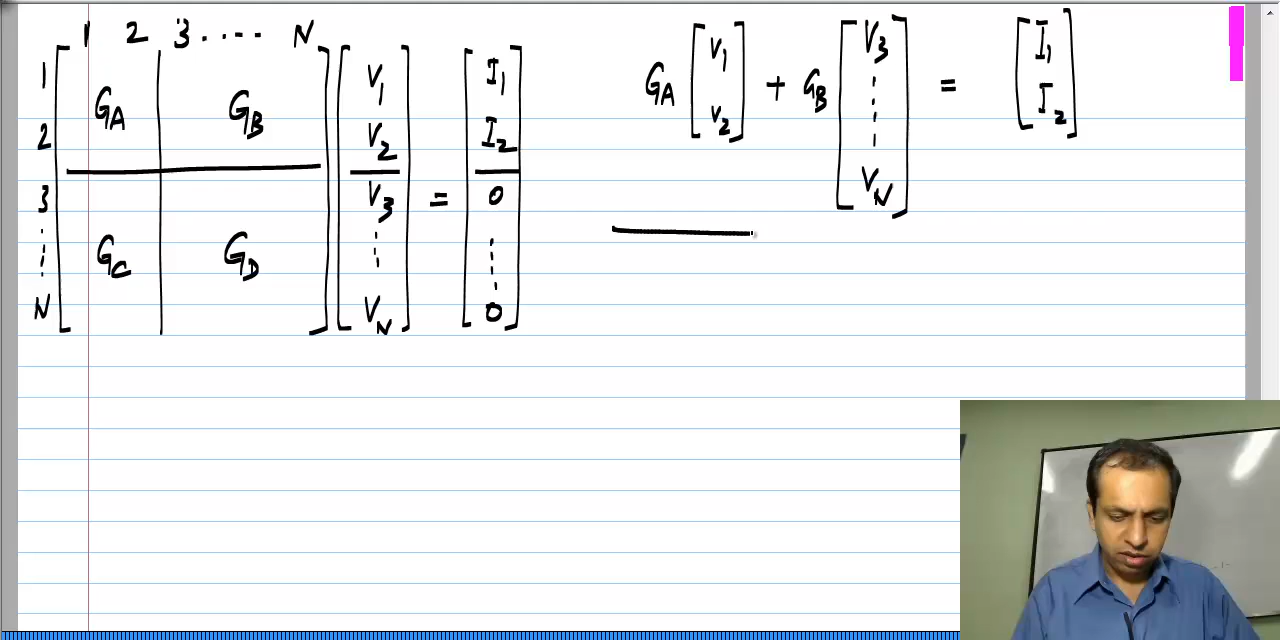 1 2 3 .... N
1 2 3 ⋮ N [ G_A G_B G_C G_D ] [ V_1 V_2 V_3 ⋮ V_N ] = [ I_1 I_2 0 ⋮ 0 ]
G_A [ V_1 V_2 ] + G_B [ V_3 ⋮ V_N ] = [ I_1 I_2 ]